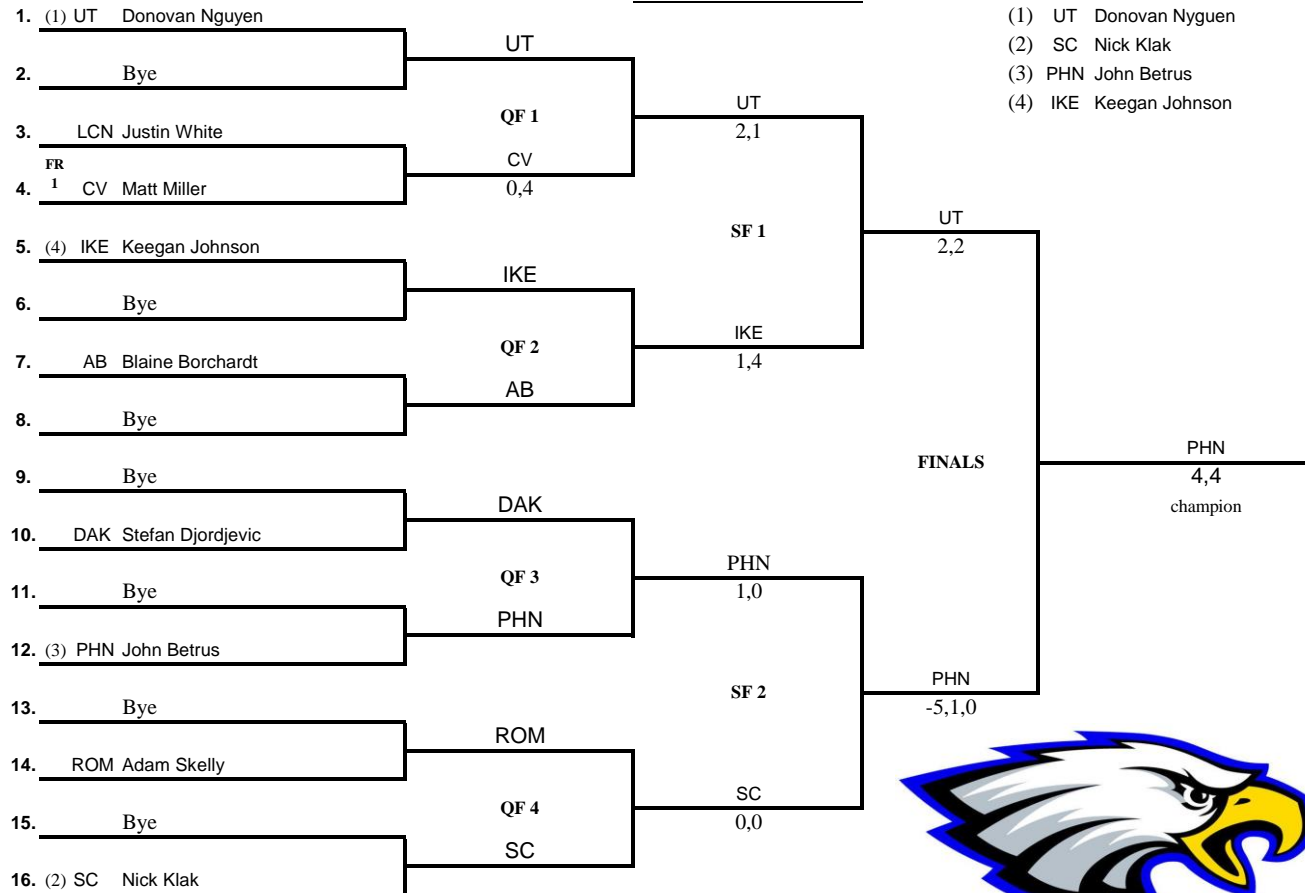 1. (1) UT Donovan Nguyen
(1) UT Donovan Nyguen
UT
(2) SC Nick Klak
2. Bye
(3) PHN John Betrus
(4) IKE Keegan Johnson
UT
QF 1
2,1
3. LCN Justin White
CV
FR
1
4. CV Matt Miller
0,4
UT
SF 1
2,2
5. (4) IKE Keegan Johnson
IKE
6. Bye
IKE
QF 2
1,4
7. AB Blaine Borchardt
AB
8. Bye
PHN
FINALS
4,4
champion
9. Bye
DAK
10. DAK Stefan Djordjevic
PHN
QF 3
1,0
11. Bye
PHN
12. (3) PHN John Betrus
PHN
SF 2
-5,1,0
13. Bye
ROM
14. ROM Adam Skelly
SC
QF 4
0,0
15. Bye
SC
16. (2) SC Nick Klak